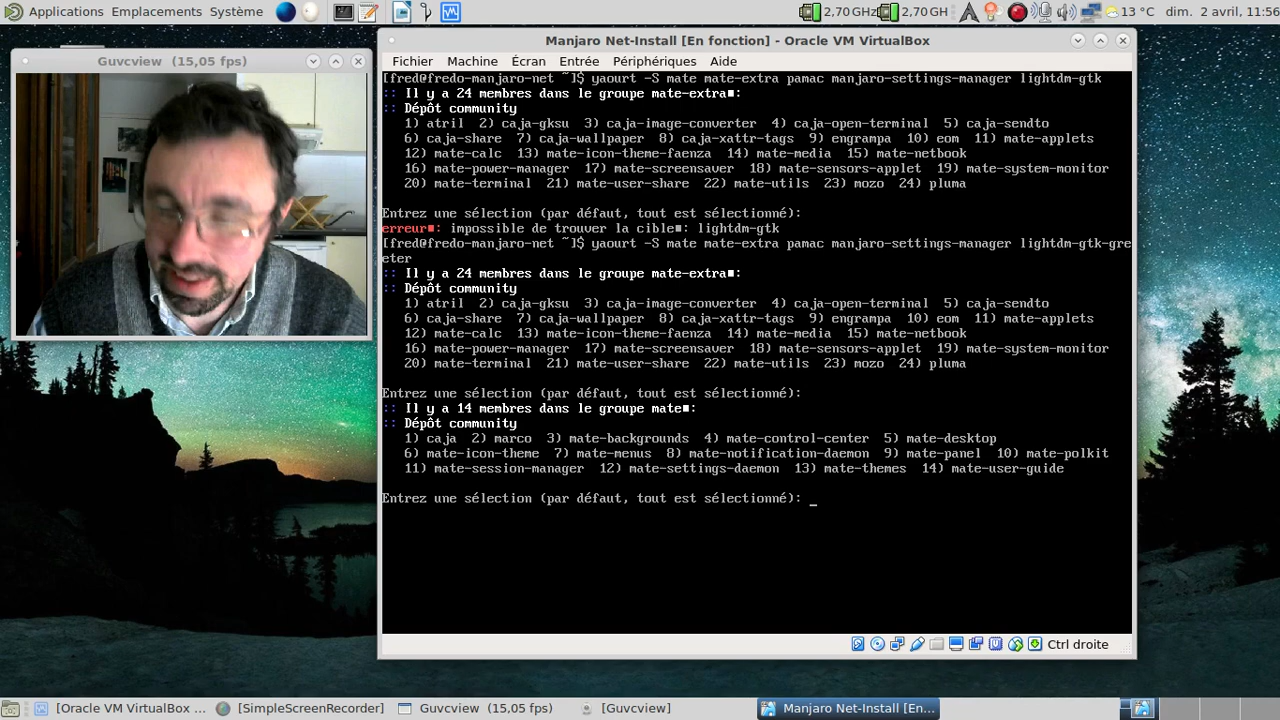 Applications Emplacements Système
2,70 GHz 2,70 GH 13 °C dim. 2 avril, 11:56
Guvcview (15,05 fps)
Manjaro Net-Install [En fonction] - Oracle VM VirtualBox
Fichier Machine Écran Entrée Périphériques Aide
[fred@fredo-manjaro-net ~]$ yaourt -S mate mate-extra pamac manjaro-settings-manager lightdm-gtk
:: Il y a 24 membres dans le groupe mate-extra■:
:: Dépôt community
1) atril 2) caja-gksu 3) caja-image-converter 4) caja-open-terminal 5) caja-sendto
6) caja-share 7) caja-wallpaper 8) caja-xattr-tags 9) engrampa 10) eom 11) mate-applets
12) mate-calc 13) mate-icon-theme-faenza 14) mate-media 15) mate-netbook
16) mate-power-manager 17) mate-screensaver 18) mate-sensors-applet 19) mate-system-monitor
20) mate-terminal 21) mate-user-share 22) mate-utils 23) mozo 24) pluma
Entrez une sélection (par défaut, tout est sélectionné):
erreur■: impossible de trouver la cible■: lightdm-gtk
[fred@fredo-manjaro-net ~]$ yaourt -S mate mate-extra pamac manjaro-settings-manager lightdm-gtk-gre
eter
:: Il y a 24 membres dans le groupe mate-extra■:
:: Dépôt community
1) atril 2) caja-gksu 3) caja-image-converter 4) caja-open-terminal 5) caja-sendto
6) caja-share 7) caja-wallpaper 8) caja-xattr-tags 9) engrampa 10) eom 11) mate-applets
12) mate-calc 13) mate-icon-theme-faenza 14) mate-media 15) mate-netbook
16) mate-power-manager 17) mate-screensaver 18) mate-sensors-applet 19) mate-system-monitor
20) mate-terminal 21) mate-user-share 22) mate-utils 23) mozo 24) pluma
Entrez une sélection (par défaut, tout est sélectionné):
:: Il y a 14 membres dans le groupe mate■:
:: Dépôt community
1) caja 2) marco 3) mate-backgrounds 4) mate-control-center 5) mate-desktop
6) mate-icon-theme 7) mate-menus 8) mate-notification-daemon 9) mate-panel 10) mate-polkit
11) mate-session-manager 12) mate-settings-daemon 13) mate-themes 14) mate-user-guide
Entrez une sélection (par défaut, tout est sélectionné): _
Ctrl droite
[Oracle VM VirtualBox ... [SimpleScreenRecorder] Guvcview (15,05 fps) [Guvcview] Manjaro Net-Install [En...